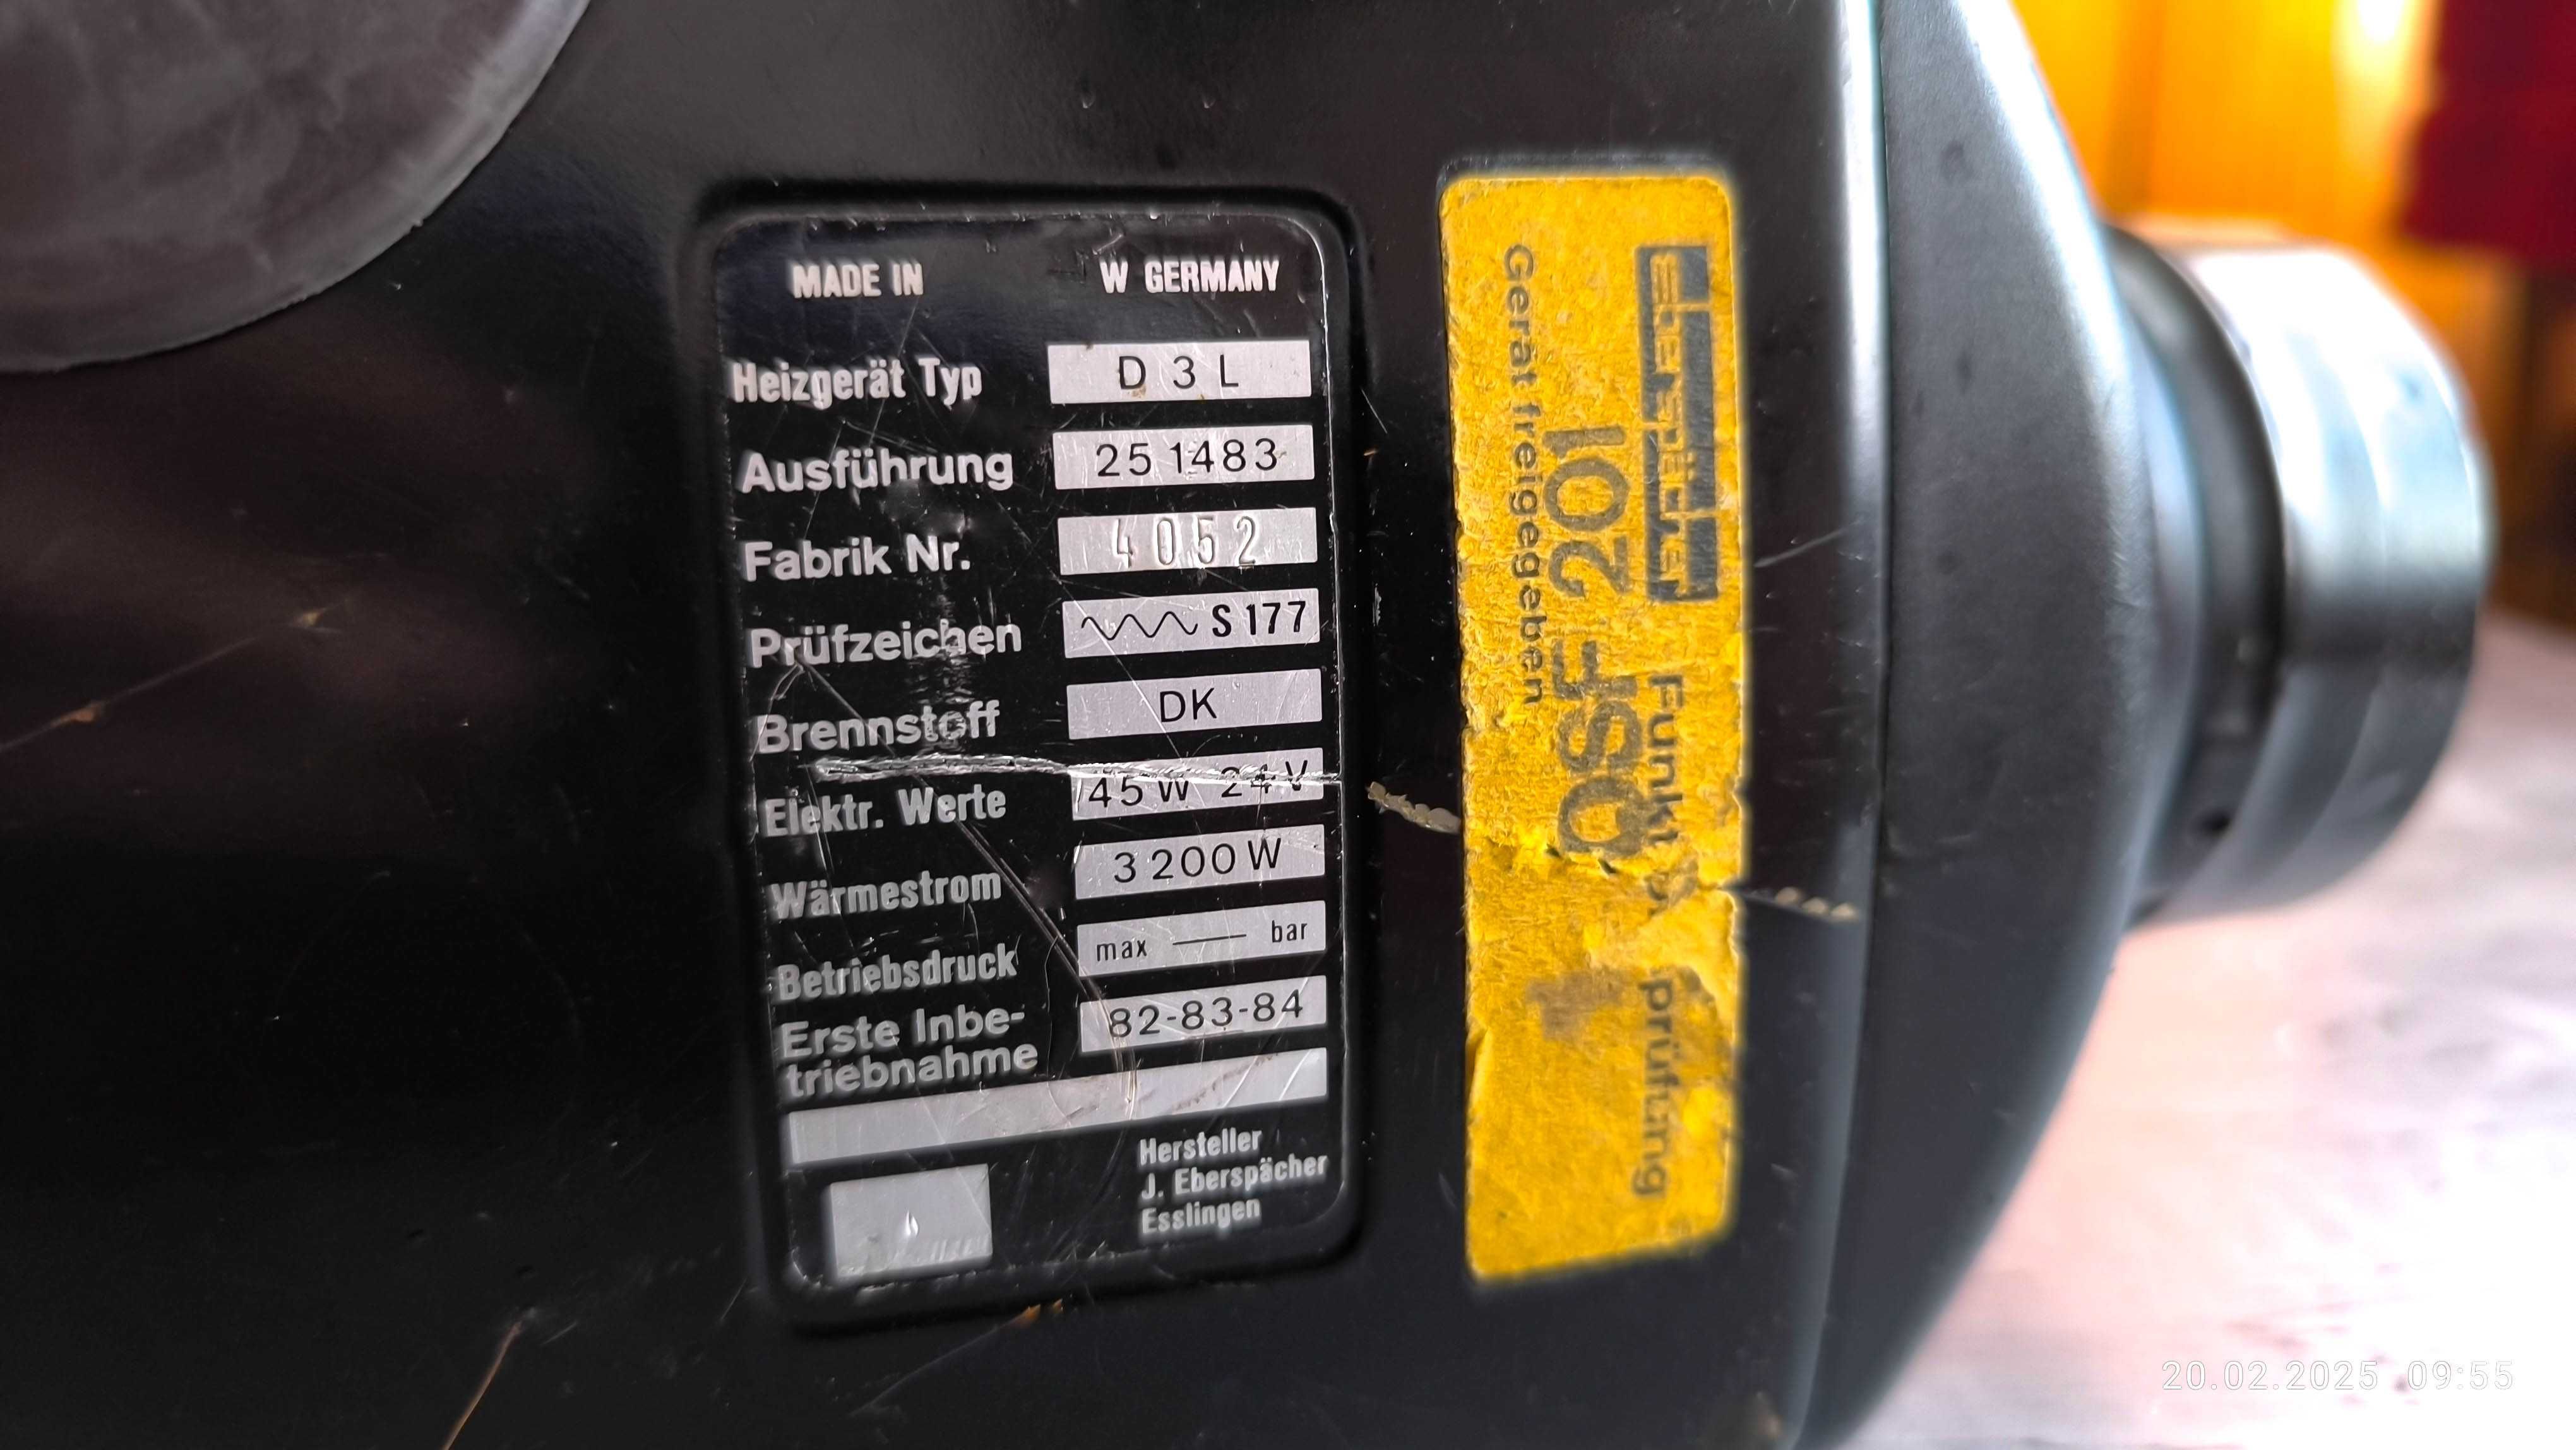 MADE IN W GERMANY
Heizgerät Typ D 3 L
Ausführung 25 1483
Fabrik Nr. 4052
Prüfzeichen S 177
Brennstoff DK
Elektr. Werte 45 W 24 V
Wärmestrom 3 200 W
Betriebsdruck max — bar
Erste Inbe-
triebnahme 82-83-84
Hersteller
J. Eberspächer
Esslingen
Eberspächer
Funkt prüfung
QSF 201
Gerät freigegeben
20.02.2025 09:55